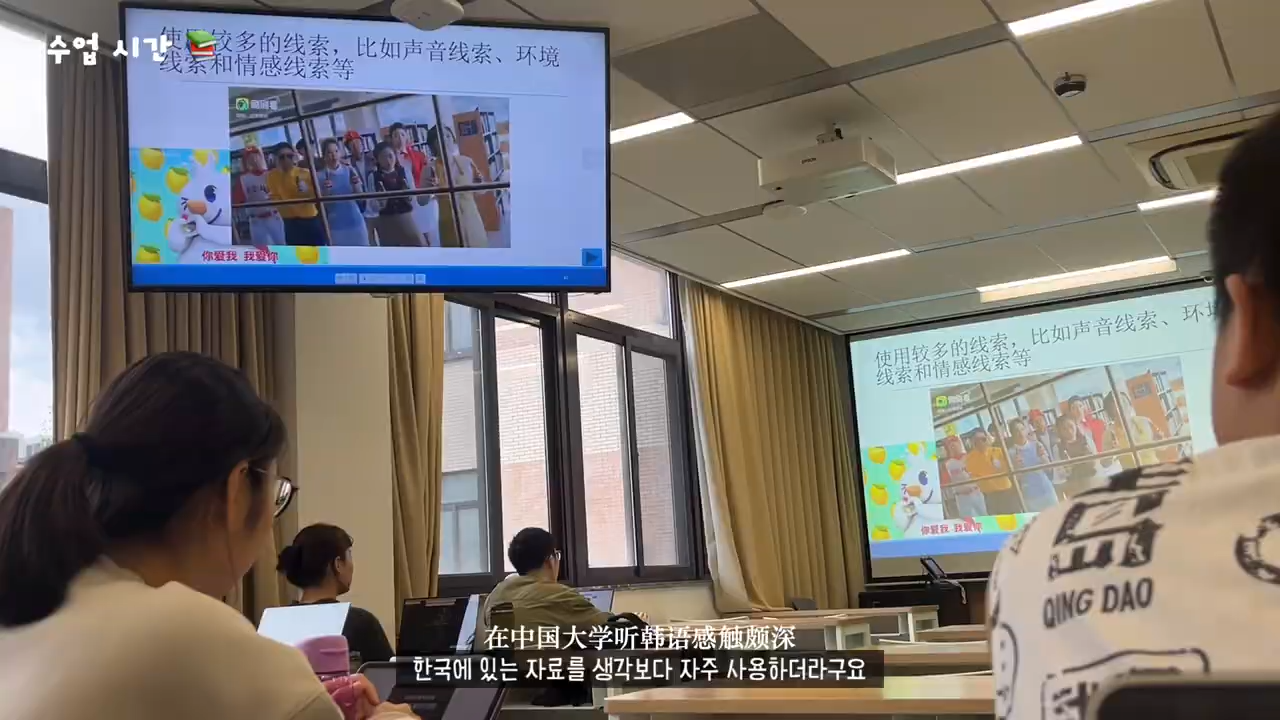 수업 시간
使用较多的线索，比如声音线索、环境
线索和情感线索等
你爱我 我爱你
使用较多的线索，比如声音线索、环境
线索和情感线索等
你爱我 我爱你
EPSON
QING DAO
在中国大学听韩语感触颇深
한국에 있는 자료를 생각보다 자주 사용하더라구요